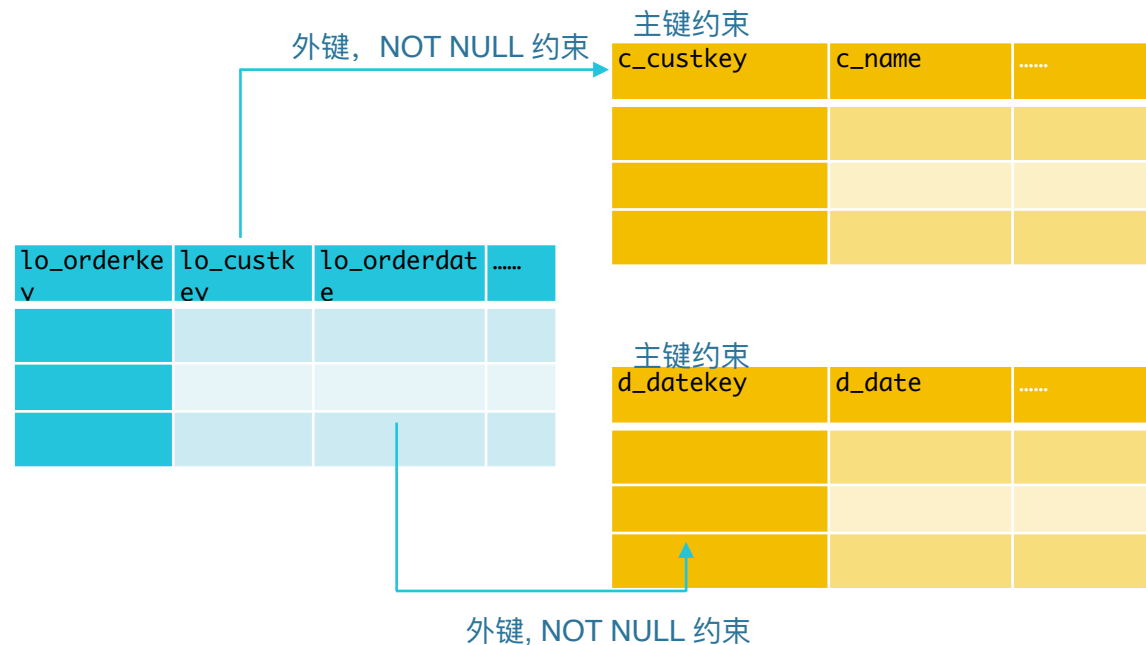 主键约束
外键，NOT NULL 约束
c_custkey
c_name
……
lo_orderke
y
lo_custk
ey
lo_orderdat
e
……
主键约束
d_datekey
d_date
……
外键, NOT NULL 约束